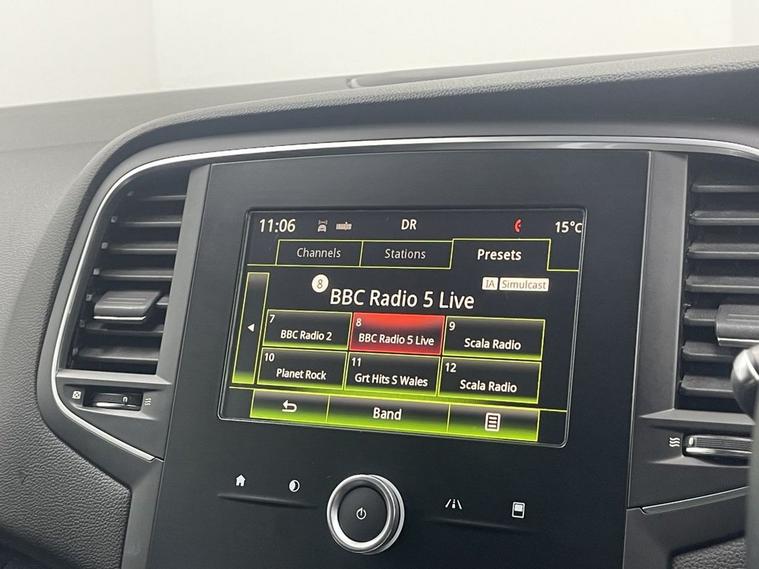 11:06 DR 15°C
Channels Stations Presets
8 IA Simulcast
BBC Radio 5 Live
7 BBC Radio 2 8 BBC Radio 5 Live 9 Scala Radio
10 Planet Rock 11 Grt Hits S Wales 12 Scala Radio
Band